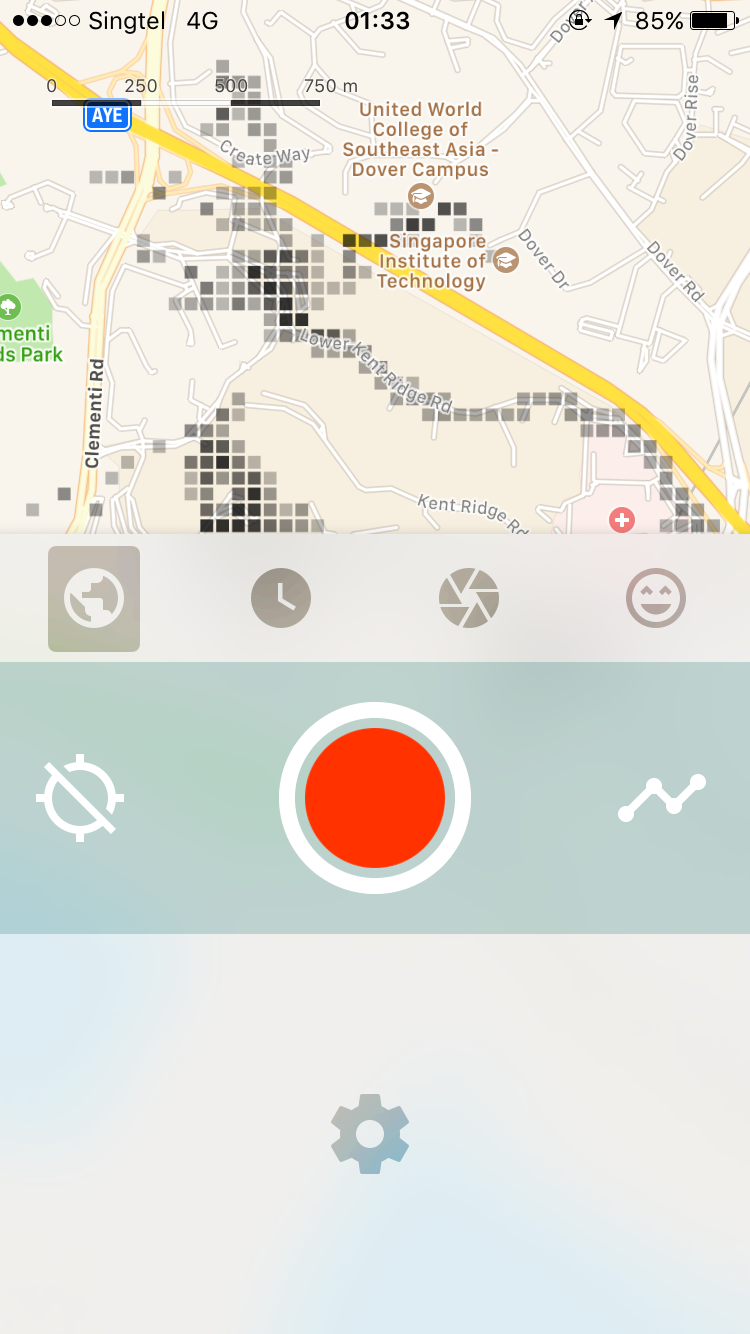 Singtel 4G 01:33 85%
0 250 500 750 m
AYE
United World
College of
Southeast Asia -
Dover Campus
Create Way
Dover Rise
Singapore
Institute of
Technology
Dover Dr
Dover Rd
menti
ds Park
Lower Kent Ridge Rd
Clementi Rd
Kent Ridge Rd